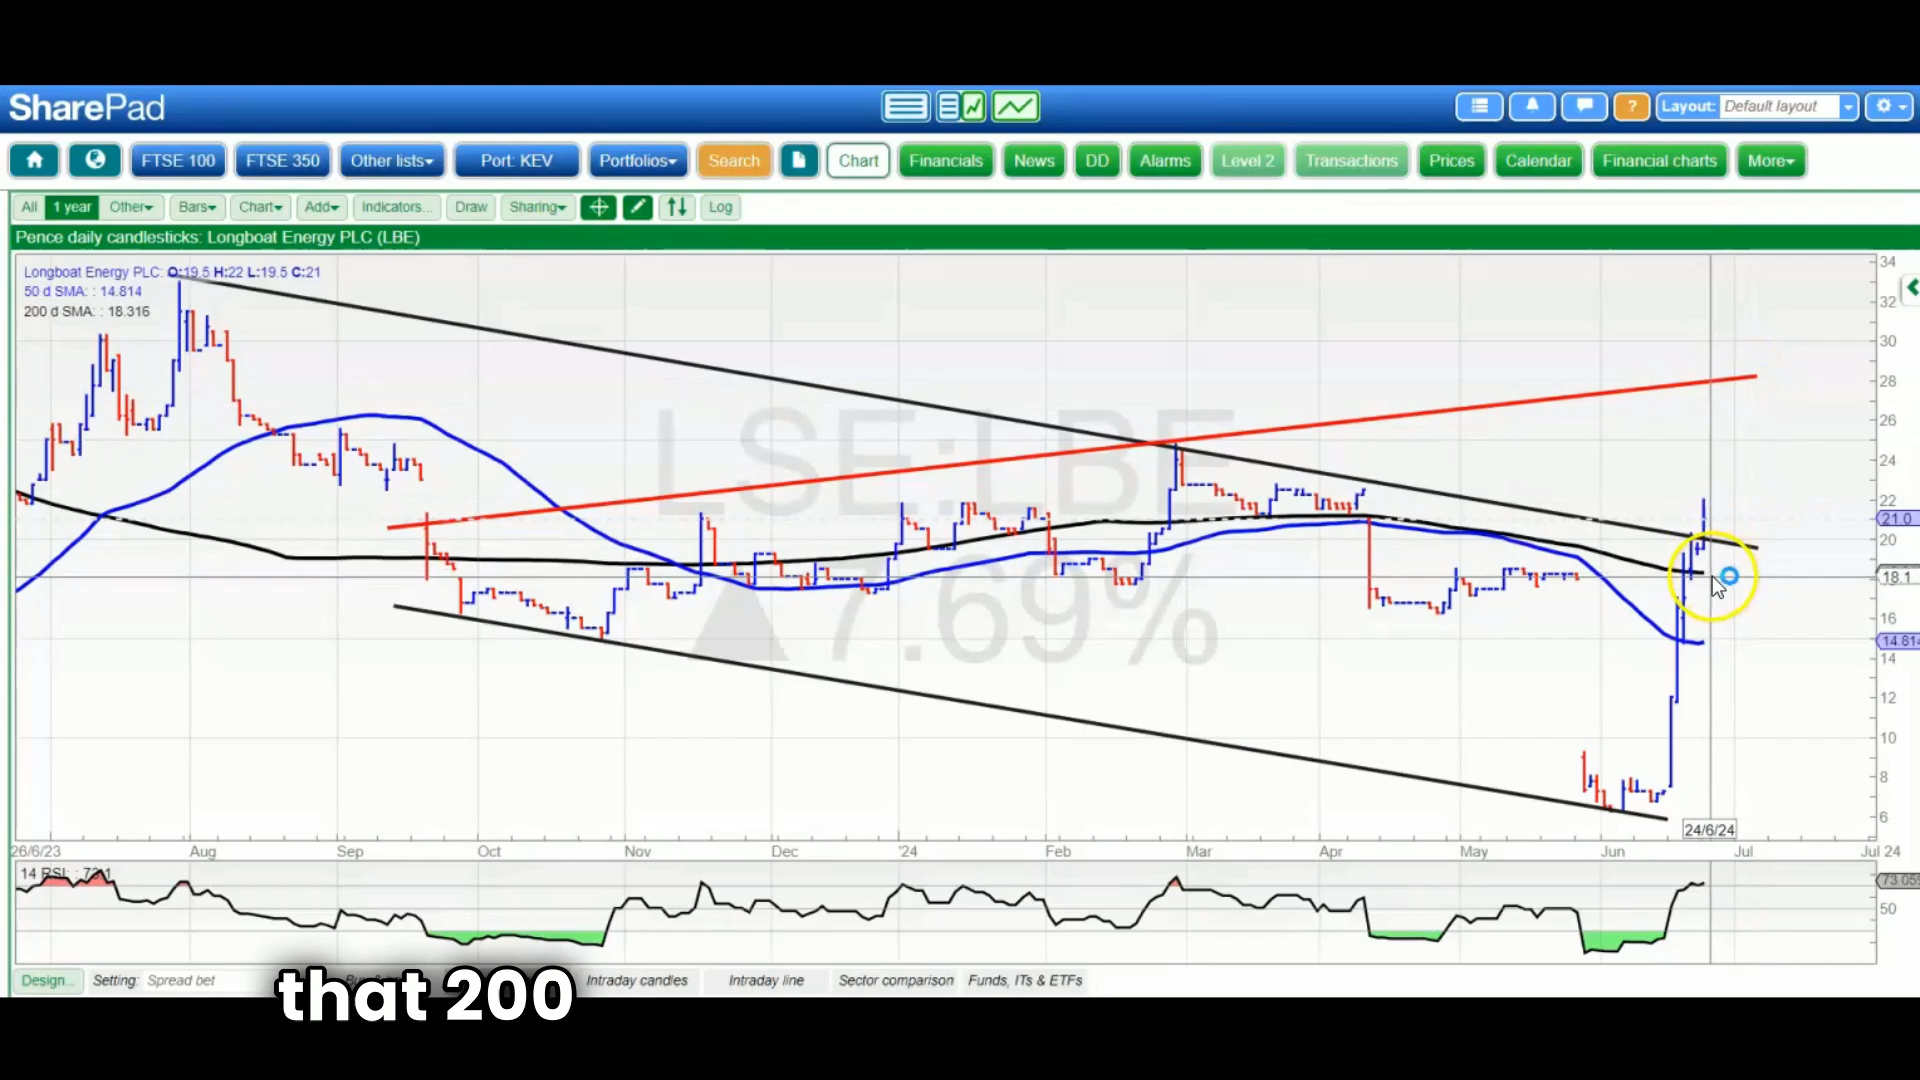 SharePad
Layout: Default layout
FTSE 100 FTSE 350 Other lists Port: KEV Portfolios Search Chart Financials News DD Alarms Level 2 Transactions Prices Calendar Financial charts More
All 1 year Other Bars Chart Add Indicators... Draw Sharing Log
Pence daily candlesticks: Longboat Energy PLC (LBE)
Longboat Energy PLC: O:19.5 H:22 L:19.5 C:21
50 d SMA: : 14.814
200 d SMA: : 18.316
LSE:LBE
▲7.69%
34
32
30
28
26
24
22
21.0
20
18.1
16
14.814
14
12
10
8
6
24/6/24
26/6/23 Aug Sep Oct Nov Dec '24 Feb Mar Apr May Jun Jul Jul 24
14 RSI : 73.1
73.059
50
Design... Setting: Spread bet Intraday candles Intraday line Sector comparison Funds, ITs & ETFs
that 200